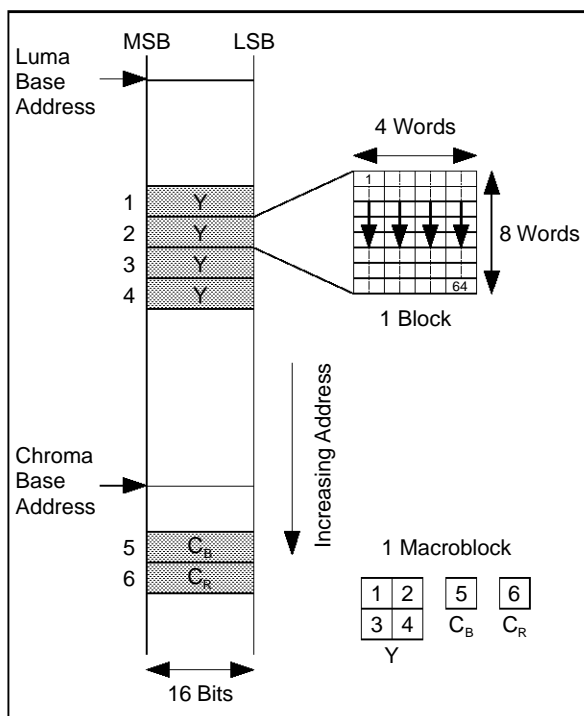 MSB LSB
Luma
Base
Address
4 Words
1
8 Words
64
1 Block
1 Y
2 Y
3 Y
4 Y
Increasing Address
Chroma
Base
Address
5 CB
6 CR
16 Bits
1 Macroblock
1 2 5 6
3 4 CB CR
Y